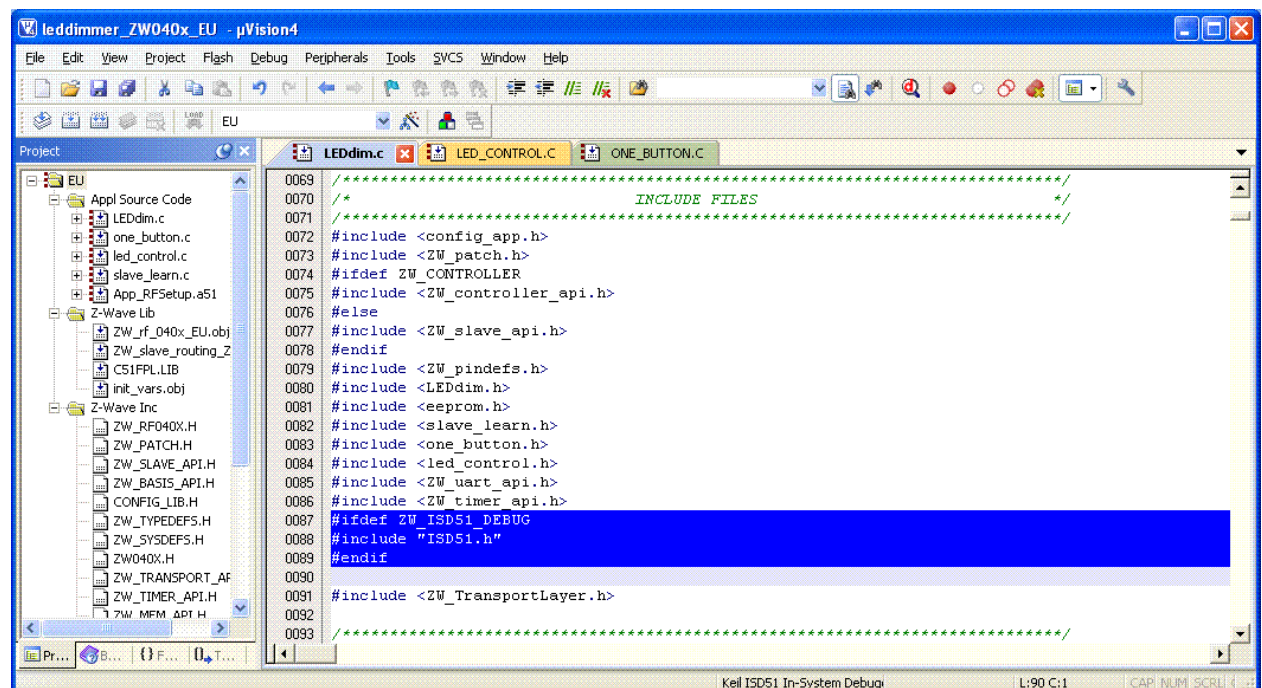 leddimmer_ZW040x_EU - µVision4
File Edit View Project Flash Debug Peripherals Tools SVCS Window Help
LOAD EU
Project
LEDdim.c LED_CONTROL.C ONE_BUTTON.C
EU
Appl Source Code
LEDdim.c
one_button.c
led_control.c
slave_learn.c
App_RFSetup.a51
Z-Wave Lib
ZW_rf_040x_EU.obj
ZW_slave_routing_Z
C51FPL.LIB
init_vars.obj
Z-Wave Inc
ZW_RF040X.H
ZW_PATCH.H
ZW_SLAVE_API.H
ZW_BASIS_API.H
CONFIG_LIB.H
ZW_TYPEDEFS.H
ZW_SYSDEFS.H
ZW040X.H
ZW_TRANSPORT_AP
ZW_TIMER_API.H
ZW_MEM_API.H
Pr... B... {} F... 0 T...
0069 /****************************************************************************/
0070 /* INCLUDE FILES */
0071 /****************************************************************************/
0072 #include <config_app.h>
0073 #include <ZW_patch.h>
0074 #ifdef ZW_CONTROLLER
0075 #include <ZW_controller_api.h>
0076 #else
0077 #include <ZW_slave_api.h>
0078 #endif
0079 #include <ZW_pindefs.h>
0080 #include <LEDdim.h>
0081 #include <eeprom.h>
0082 #include <slave_learn.h>
0083 #include <one_button.h>
0084 #include <led_control.h>
0085 #include <ZW_uart_api.h>
0086 #include <ZW_timer_api.h>
0087 #ifdef ZW_ISD51_DEBUG
0088 #include "ISD51.h"
0089 #endif
0090
0091 #include <ZW_TransportLayer.h>
0092
0093 /****************************************************************************/
Keil ISD51 In-System Debug L:90 C:1 CAP NUM SCRL